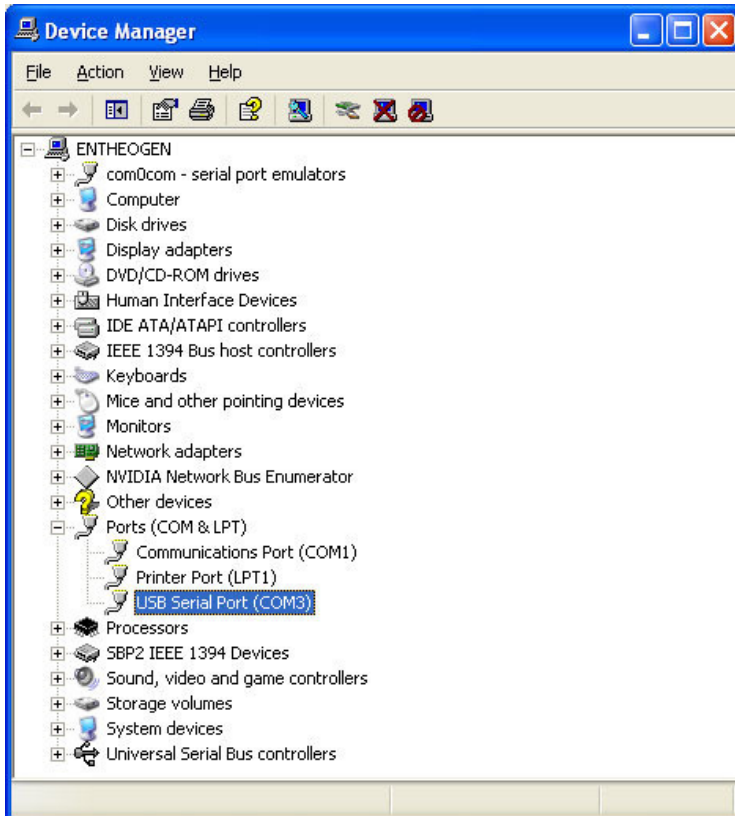 Device Manager
File Action View Help
ENTHEOGEN
com0com - serial port emulators
Computer
Disk drives
Display adapters
DVD/CD-ROM drives
Human Interface Devices
IDE ATA/ATAPI controllers
IEEE 1394 Bus host controllers
Keyboards
Mice and other pointing devices
Monitors
Network adapters
NVIDIA Network Bus Enumerator
Other devices
Ports (COM & LPT)
Communications Port (COM1)
Printer Port (LPT1)
USB Serial Port (COM3)
Processors
SBP2 IEEE 1394 Devices
Sound, video and game controllers
Storage volumes
System devices
Universal Serial Bus controllers